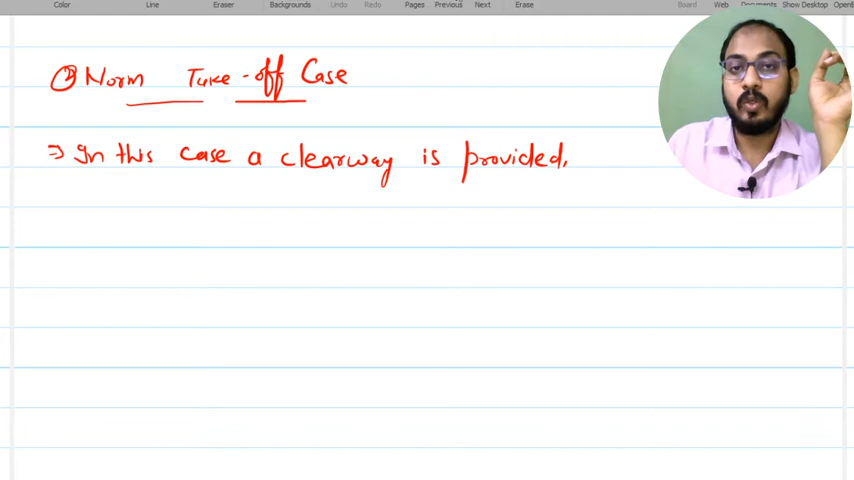 Color Line Eraser Backgrounds Undo Redo Pages Previous Next Erase Board Web Documents Show Desktop
② Norm Take-off Case
⇒ In this case a clearway is provided.